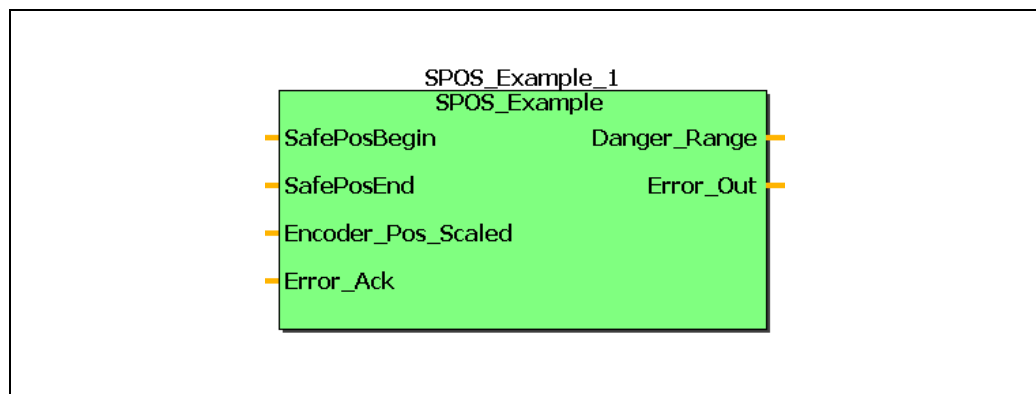 SPOS_Example_1
SPOS_Example
SafePosBegin Danger_Range
SafePosEnd Error_Out
Encoder_Pos_Scaled
Error_Ack